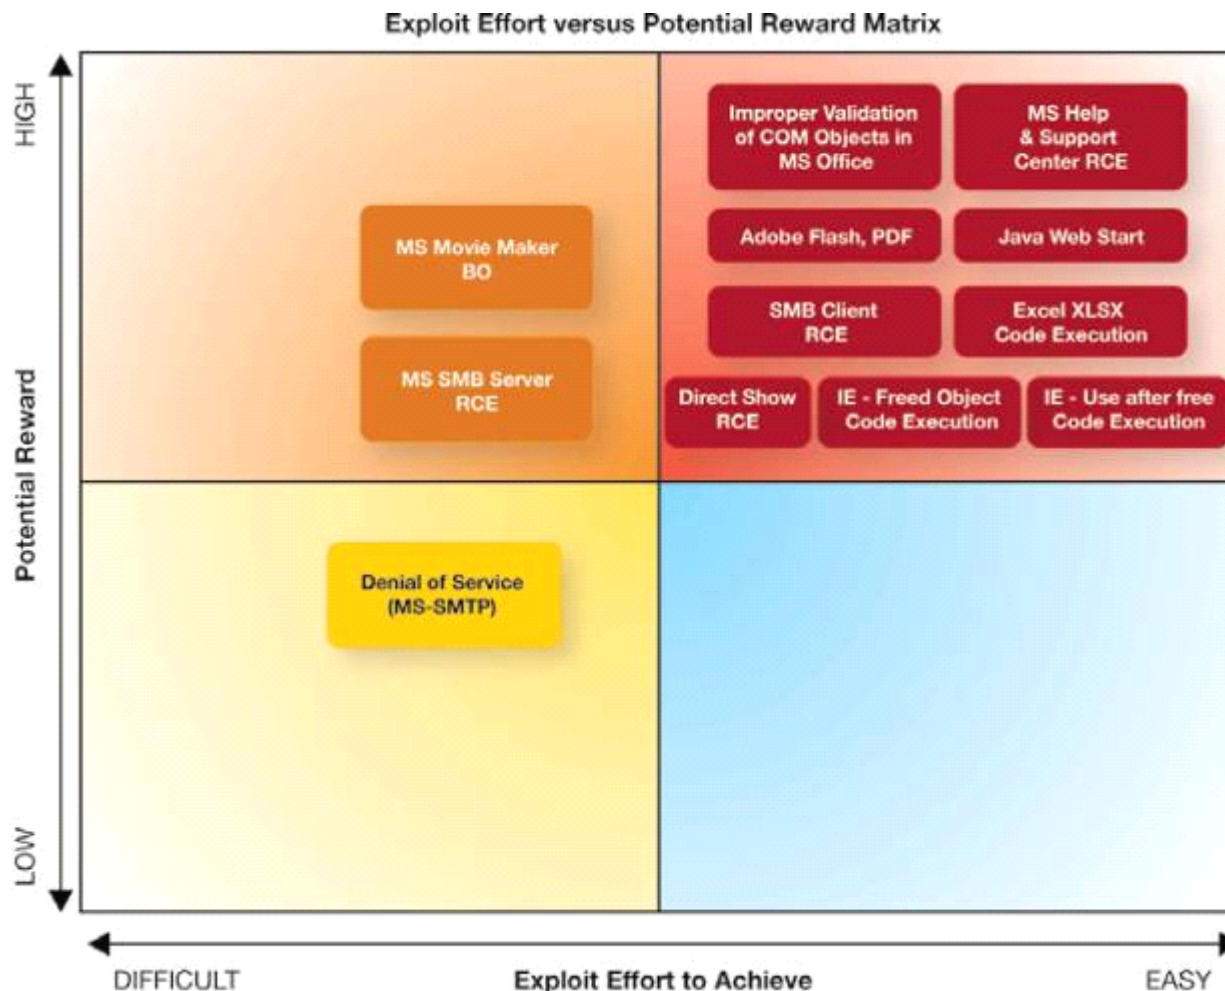 Exploit Effort versus Potential Reward Matrix
HIGH
Improper Validation
of COM Objects in
MS Office
MS Help
& Support
Center RCE
MS Movie Maker
BO
Adobe Flash, PDF
Java Web Start
SMB Client
RCE
Excel XLSX
Code Execution
MS SMB Server
RCE
Direct Show
RCE
IE - Freed Object
Code Execution
IE - Use after free
Code Execution
Potential Reward
Denial of Service
(MS-SMTP)
LOW
DIFFICULT
Exploit Effort to Achieve
EASY